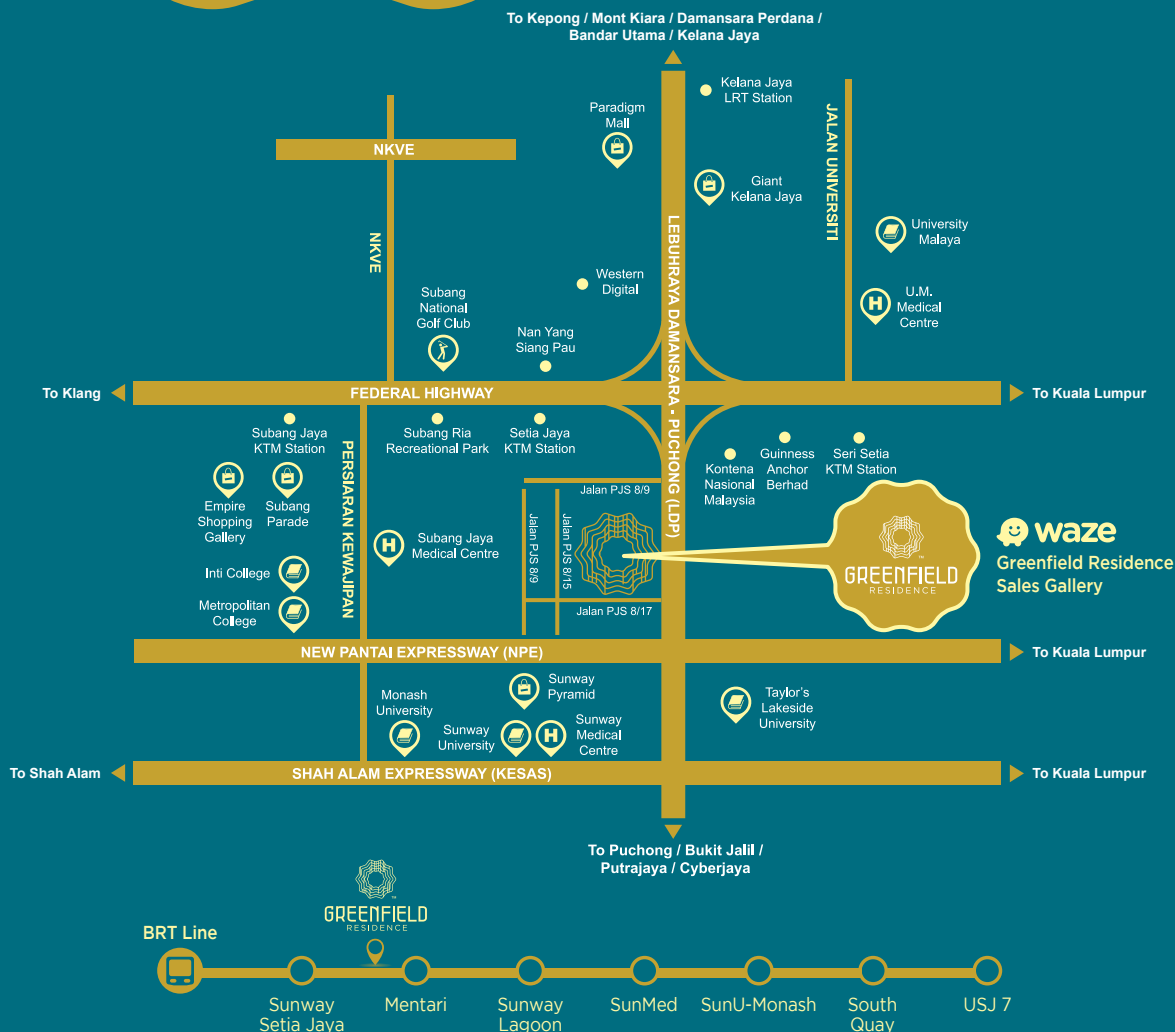 To Kepong / Mont Kiara / Damansara Perdana /
Bandar Utama / Kelana Jaya
Kelana Jaya
LRT Station
Paradigm
Mall
NKVE
JALAN UNIVERSITI
Giant
Kelana Jaya
NKVE
LEBUHRAYA DAMANSARA - PUCHONG (LDP)
University
Malaya
Western
Digital
Subang
National
Golf Club
U.M.
Medical
Centre
Nan Yang
Siang Pau
To Klang
FEDERAL HIGHWAY
To Kuala Lumpur
Subang Jaya
KTM Station
PERSIARAN KEWAJIPAN
Subang Ria
Recreational Park
Setia Jaya
KTM Station
Kontena
Nasional
Malaysia
Guinness
Anchor
Berhad
Seri Setia
KTM Station
Empire
Shopping
Gallery
Subang
Parade
Jalan PJS 8/9
Jalan PJS 8/9
Jalan PJS 8/15
Subang Jaya
Medical Centre
Inti College
Metropolitan
College
Jalan PJS 8/17
GREENFIELD
RESIDENCE
waze
Greenfield Residence
Sales Gallery
NEW PANTAI EXPRESSWAY (NPE)
To Kuala Lumpur
Monash
University
Sunway
Pyramid
Sunway
University
H
Sunway
Medical
Centre
Taylor's
Lakeside
University
To Shah Alam
SHAH ALAM EXPRESSWAY (KESAS)
To Kuala Lumpur
To Puchong / Bukit Jalil /
Putrajaya / Cyberjaya
GREENFIELD
RESIDENCE
BRT Line
Sunway
Setia Jaya
Mentari
Sunway
Lagoon
SunMed
SunU-Monash
South
Quay
USJ 7